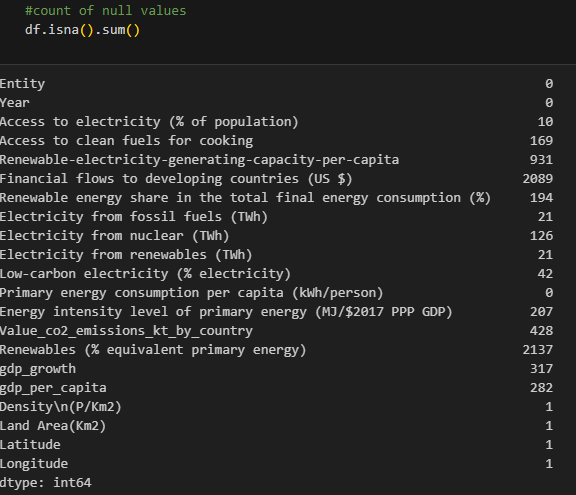 #count of null values
df.isna().sum()
Entity 0
Year 0
Access to electricity (% of population) 10
Access to clean fuels for cooking 169
Renewable-electricity-generating-capacity-per-capita 931
Financial flows to developing countries (US $) 2089
Renewable energy share in the total final energy consumption (%) 194
Electricity from fossil fuels (TWh) 21
Electricity from nuclear (TWh) 126
Electricity from renewables (TWh) 21
Low-carbon electricity (% electricity) 42
Primary energy consumption per capita (kWh/person) 0
Energy intensity level of primary energy (MJ/$2017 PPP GDP) 207
Value_co2_emissions_kt_by_country 428
Renewables (% equivalent primary energy) 2137
gdp_growth 317
gdp_per_capita 282
Density\n(P/Km2) 1
Land Area(Km2) 1
Latitude 1
Longitude 1
dtype: int64